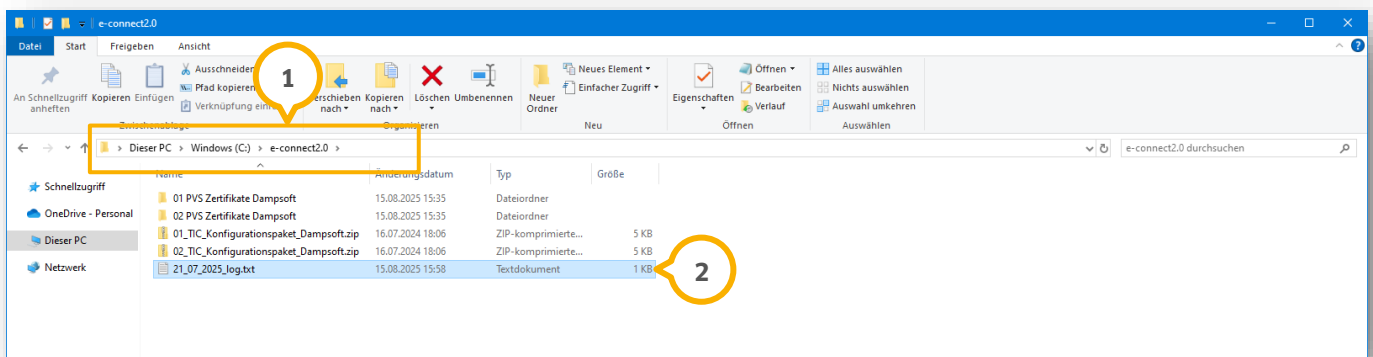 e-connect2.0
Datei Start Freigeben Ansicht
An Schnellzugriff anheften
Kopieren
Einfügen
Pfad kopieren
Zwischenablage
nach
Kopieren nach
Löschen
Umbenennen
Organisieren
Neuer Ordner
Neues Element
Einfacher Zugriff
Neu
Eigenschaften
Öffnen
Bearbeiten
Verlauf
Öffnen
Alles auswählen
Nichts auswählen
Auswahl umkehren
Auswählen
1
Dieser PC > Windows (C:) > e-connect2.0 >
e-connect2.0 durchsuchen
Schnellzugriff
OneDrive - Personal
Dieser PC
Netzwerk
Name Änderungsdatum Typ Größe
01 PVS Zertifikate Dampsoft 15.08.2025 15:35 Dateiordner
02 PVS Zertifikate Dampsoft 15.08.2025 15:35 Dateiordner
01_TIC_Konfigurationspaket_Dampsoft.zip 16.07.2024 18:06 ZIP-komprimierte... 5 KB
02_TIC_Konfigurationspaket_Dampsoft.zip 16.07.2024 18:06 ZIP-komprimierte... 5 KB
21_07_2025_log.txt 15.08.2025 15:58 Textdokument 1 KB
2